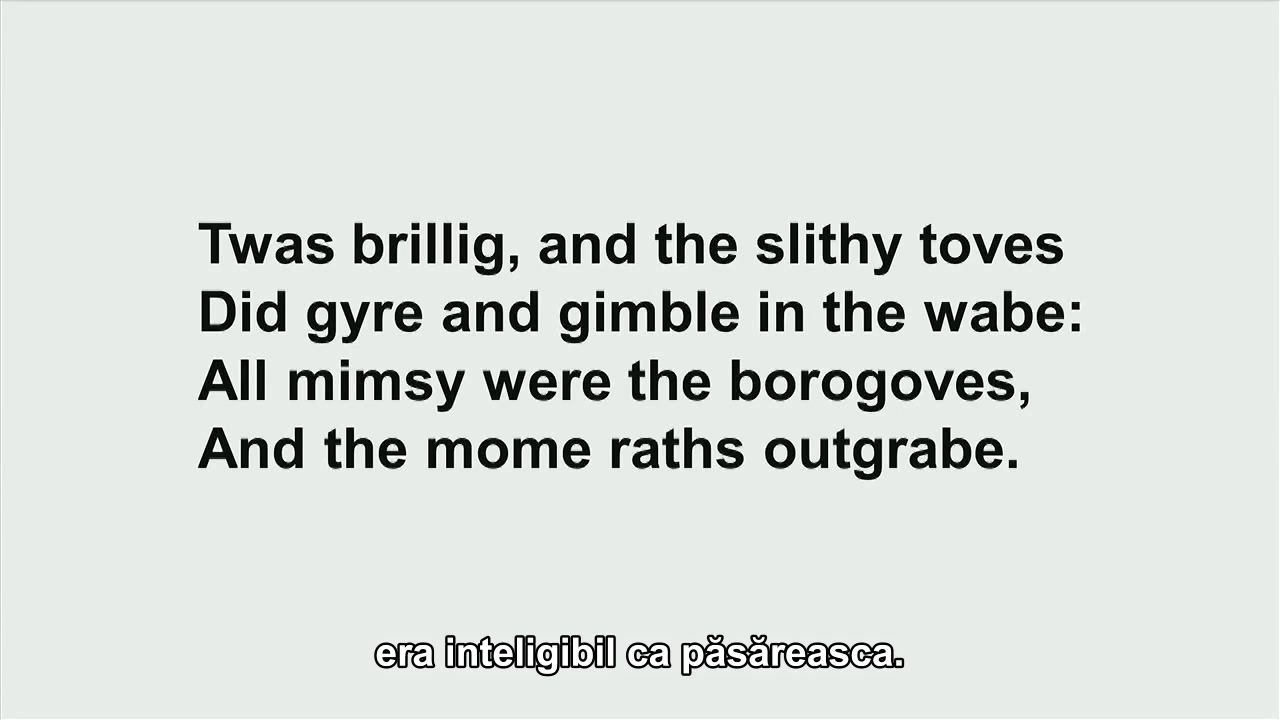 Twas brillig, and the slithy toves
Did gyre and gimble in the wabe:
All mimsy were the borogoves,
And the mome raths outgrabe.
era inteligibil ca păsăreasca.